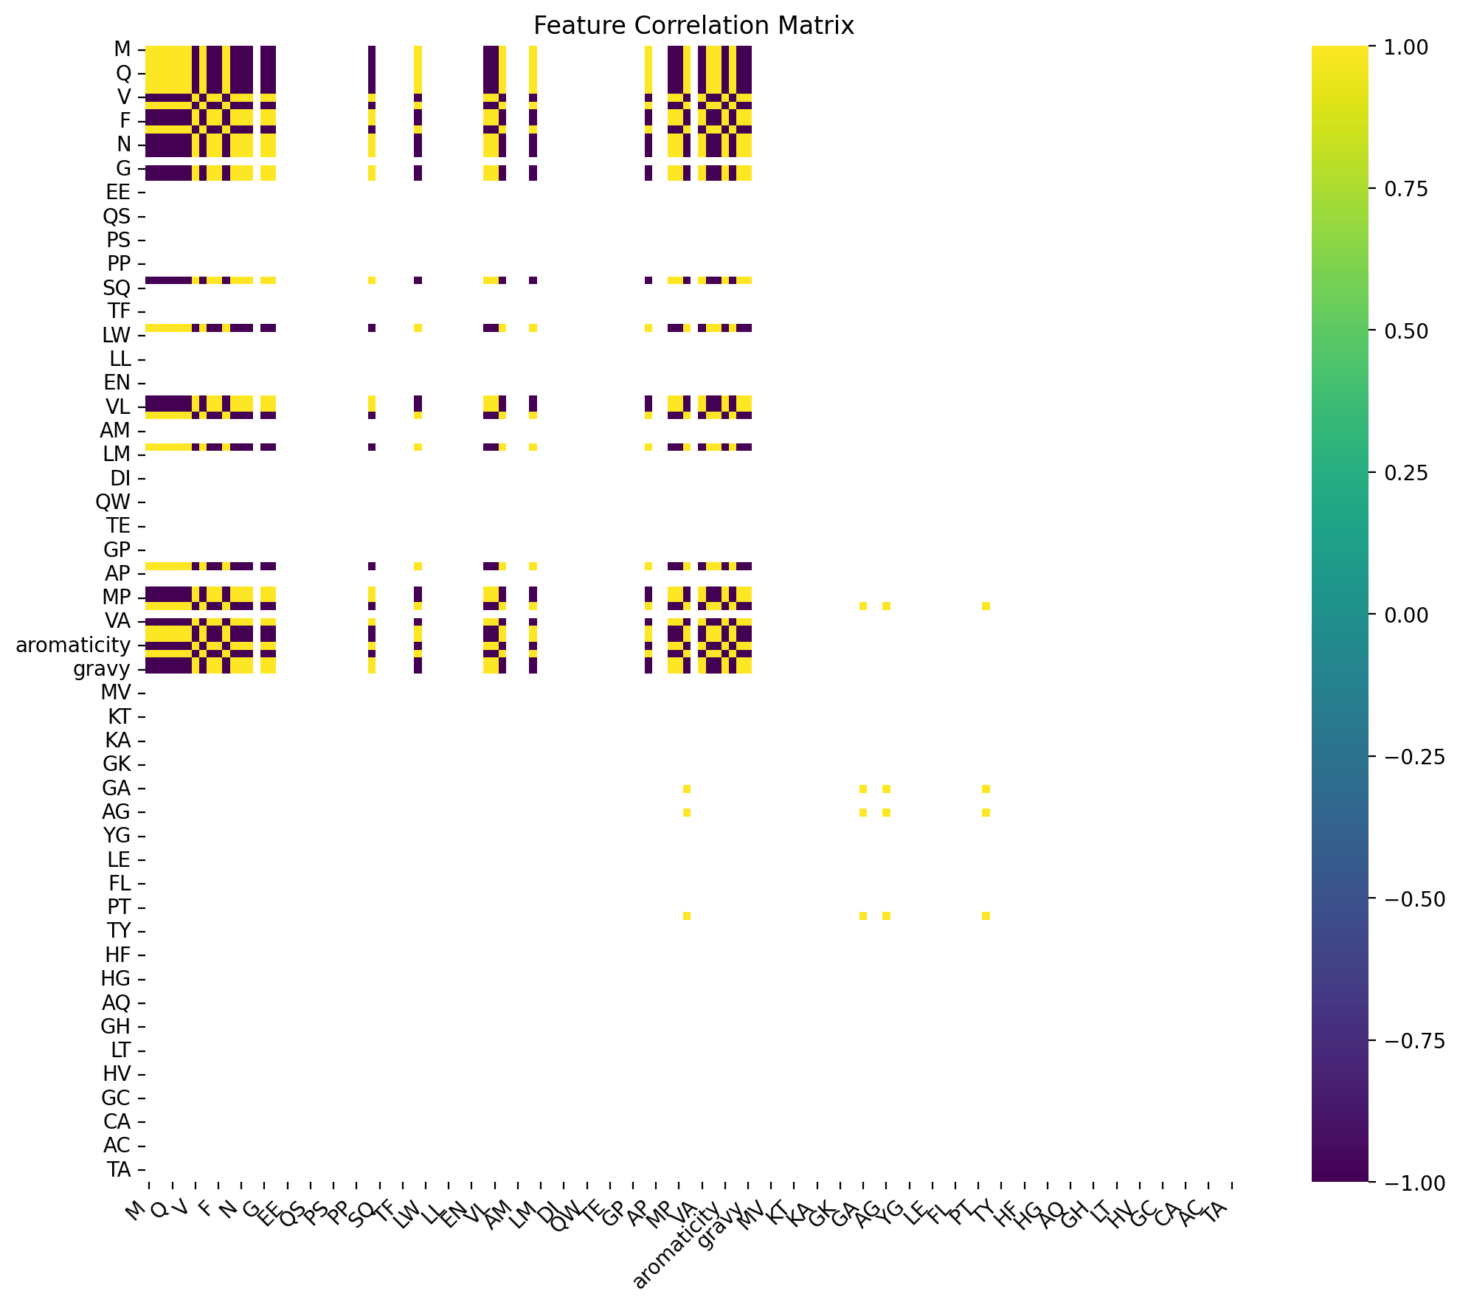 Feature Correlation Matrix
M
Q
V
F
N
G
EE
QS
PS
PP
SQ
TF
LW
LL
EN
VL
AM
LM
DI
QW
TE
GP
AP
MP
VA
aromaticity
gravy
MV
KT
KA
GK
GA
AG
YG
LE
FL
PT
TY
HF
HG
AQ
GH
LT
HV
GC
CA
AC
TA
M Q V F N G EE QS PS PP SQ TF LW LL EN VL AM LM DI QW TE GP AP MP VA aromaticity gravy MV KT KA GK GA AG YG LE FL PT TY HF HG AQ GH LT HV GC CA AC TA
1.00
0.75
0.50
0.25
0.00
−0.25
−0.50
−0.75
−1.00